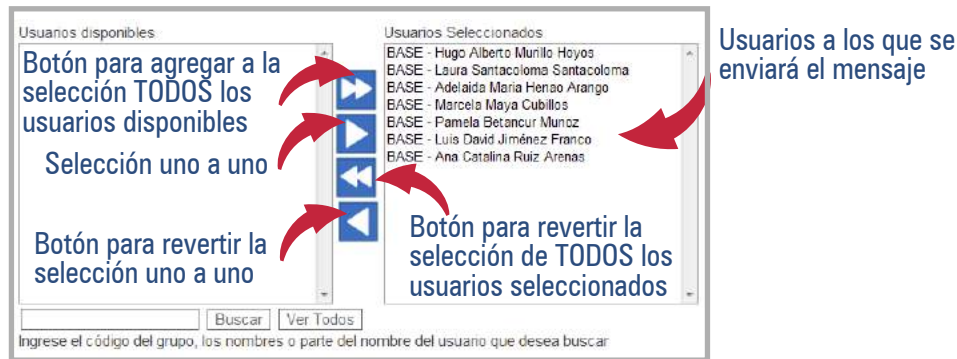 Usuarios disponibles
Usuarios Seleccionados
Botón para agregar a la
selección TODOS los
usuarios disponibles
Selección uno a uno
Botón para revertir la
selección uno a uno
BASE - Hugo Alberto Murillo Hoyos
BASE - Laura Santacoloma Santacoloma
BASE - Adelaida Maria Henao Arango
BASE - Marcela Maya Cubillos
BASE - Pamela Betancur Munoz
BASE - Luis David Jiménez Franco
BASE - Ana Catalina Ruiz Arenas
Botón para revertir la
selección de TODOS los
usuarios seleccionados
Usuarios a los que se
enviará el mensaje
Buscar
Ver Todos
Ingrese el código del grupo, los nombres o parte del nombre del usuario que desea buscar